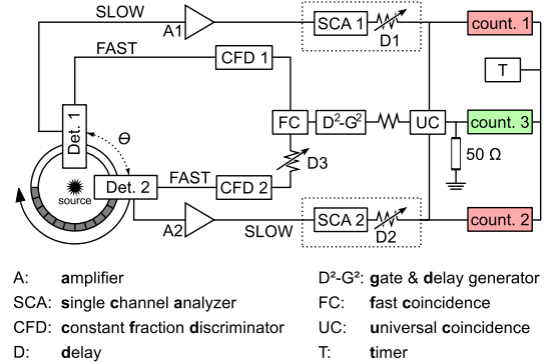 SLOW
A1
SCA 1
D1
count. 1
FAST
CFD 1
T
Det. 1
Θ
FC
D²-G²
UC
count. 3
50 Ω
D3
source
Det. 2
FAST
CFD 2
A2
SLOW
SCA 2
D2
count. 2
A: amplifier
SCA: single channel analyzer
CFD: constant fraction discriminator
D: delay
D²-G²: gate & delay generator
FC: fast coincidence
UC: universal coincidence
T: timer